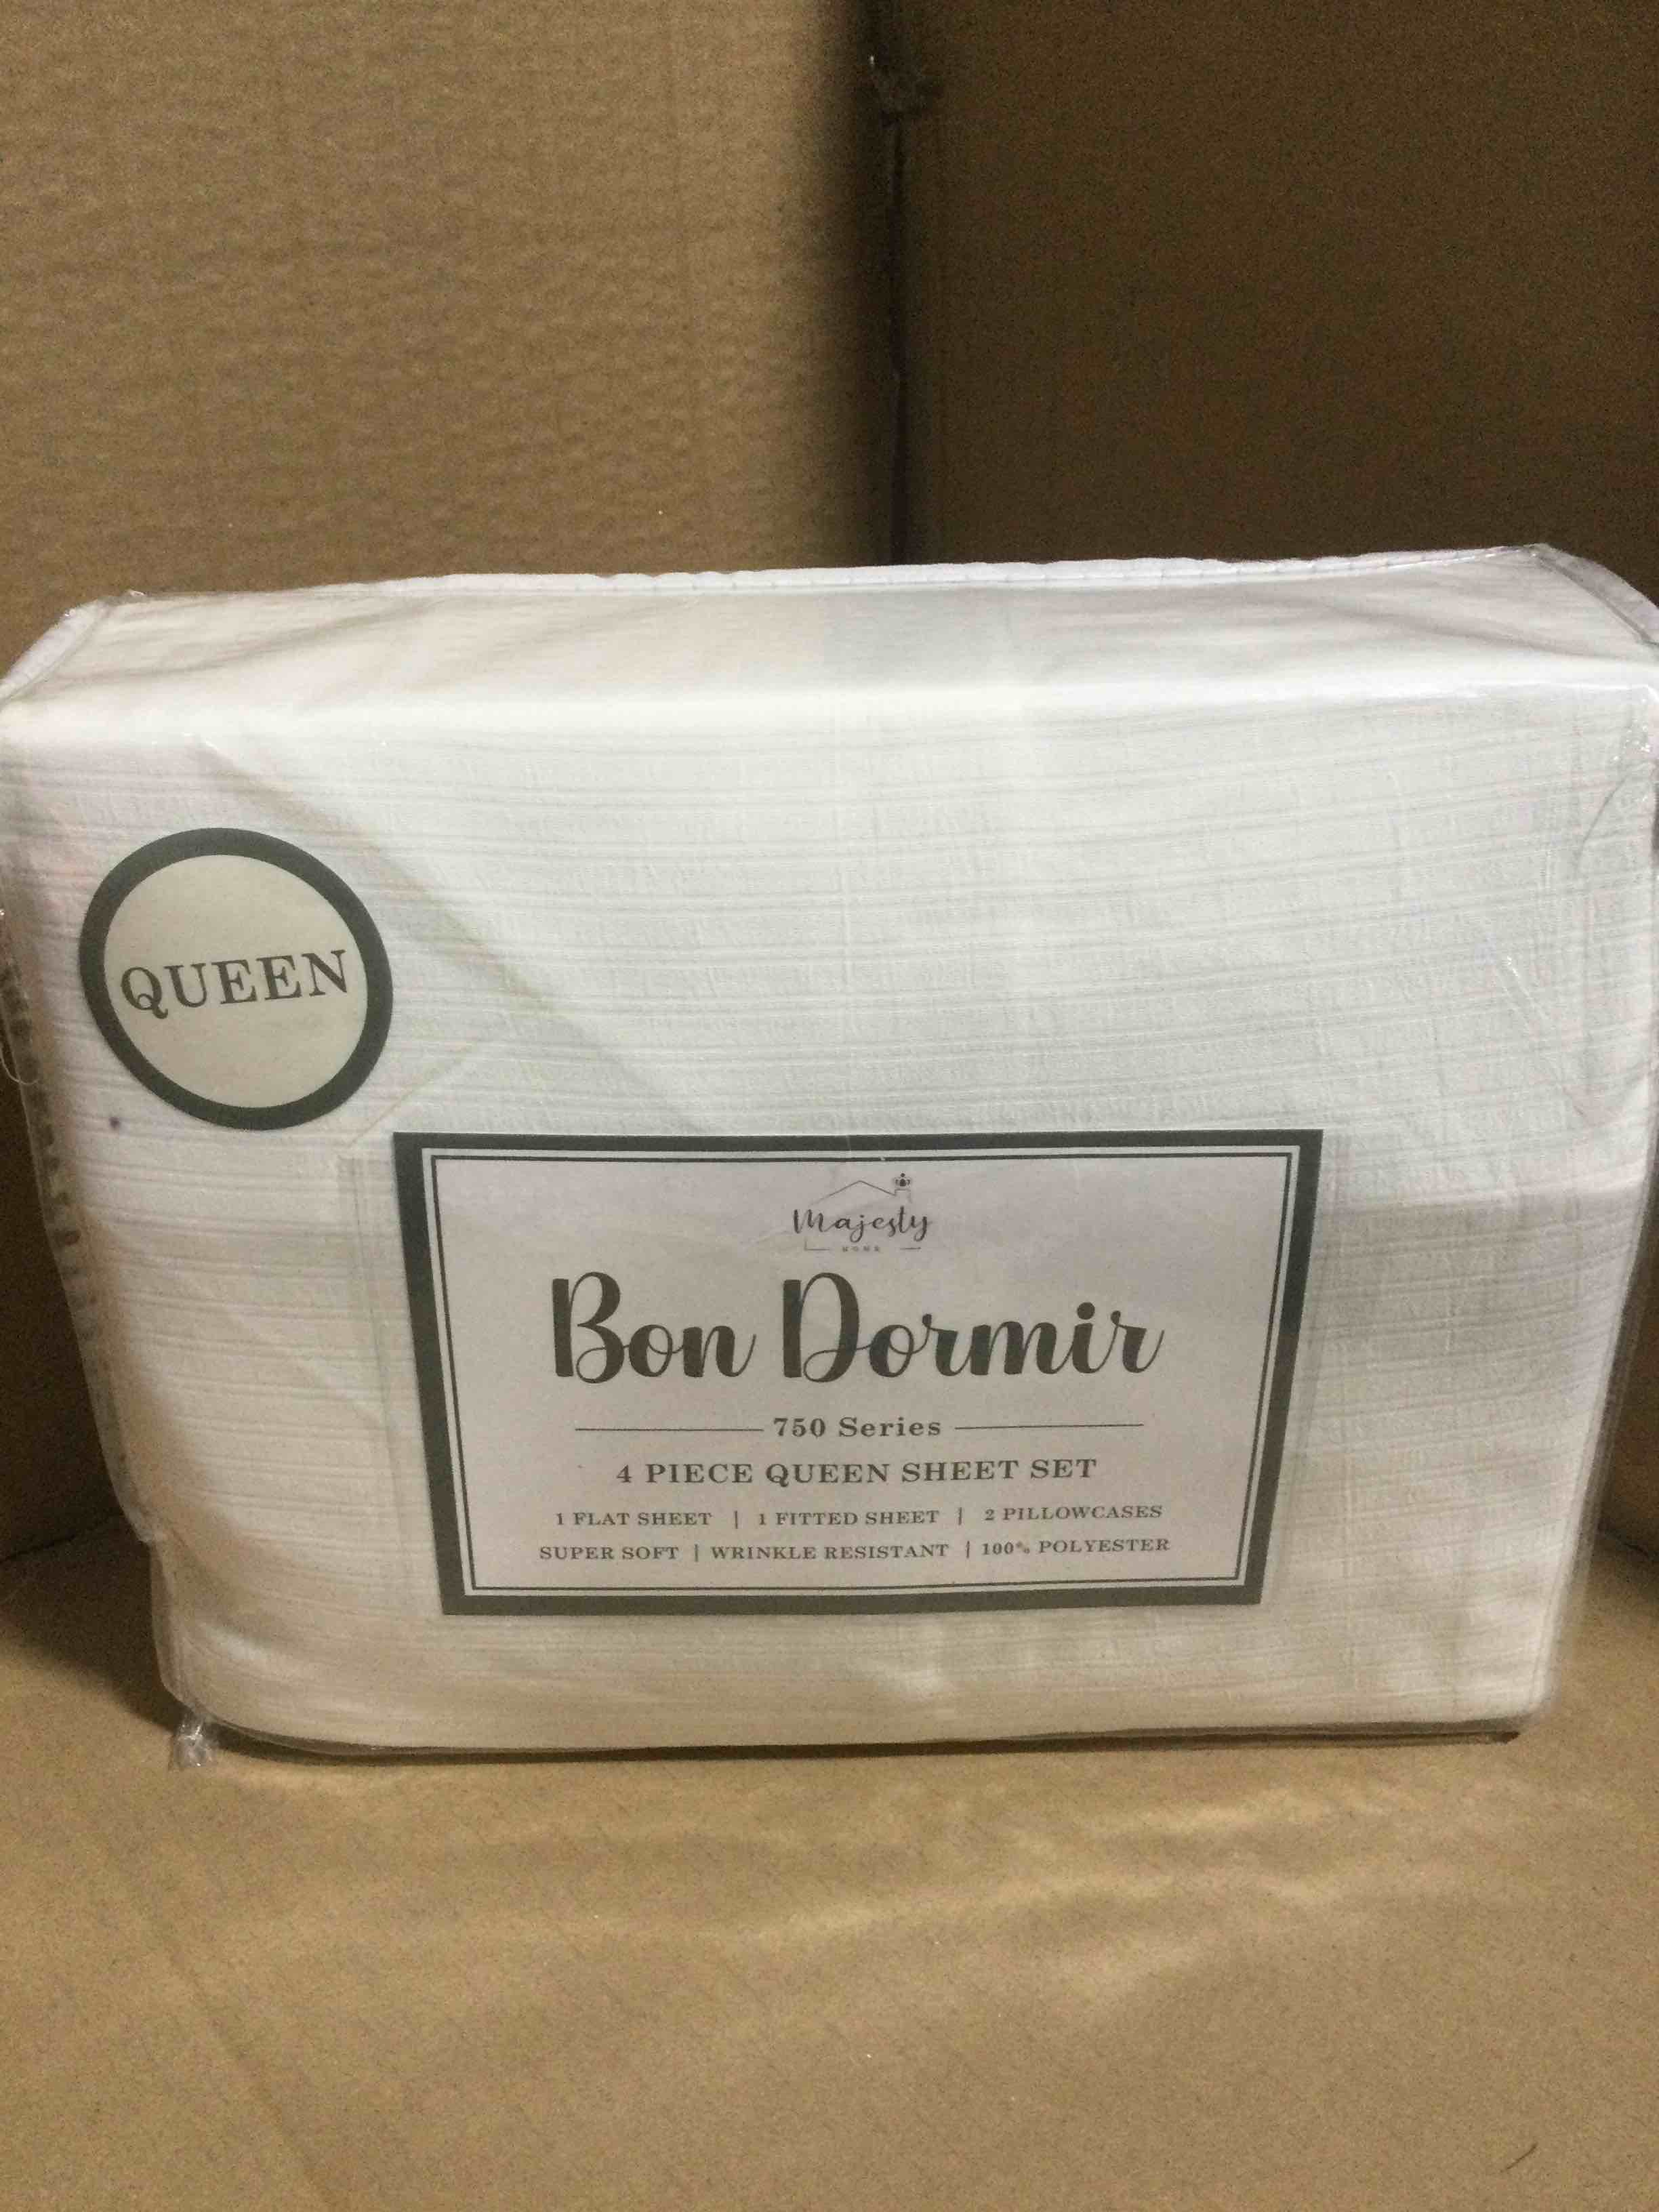 QUEEN
Majesty
HOME
Bon Dormir
750 Series
4 PIECE QUEEN SHEET SET
1 FLAT SHEET | 1 FITTED SHEET | 2 PILLOWCASES
SUPER SOFT | WRINKLE RESISTANT | 100% POLYESTER